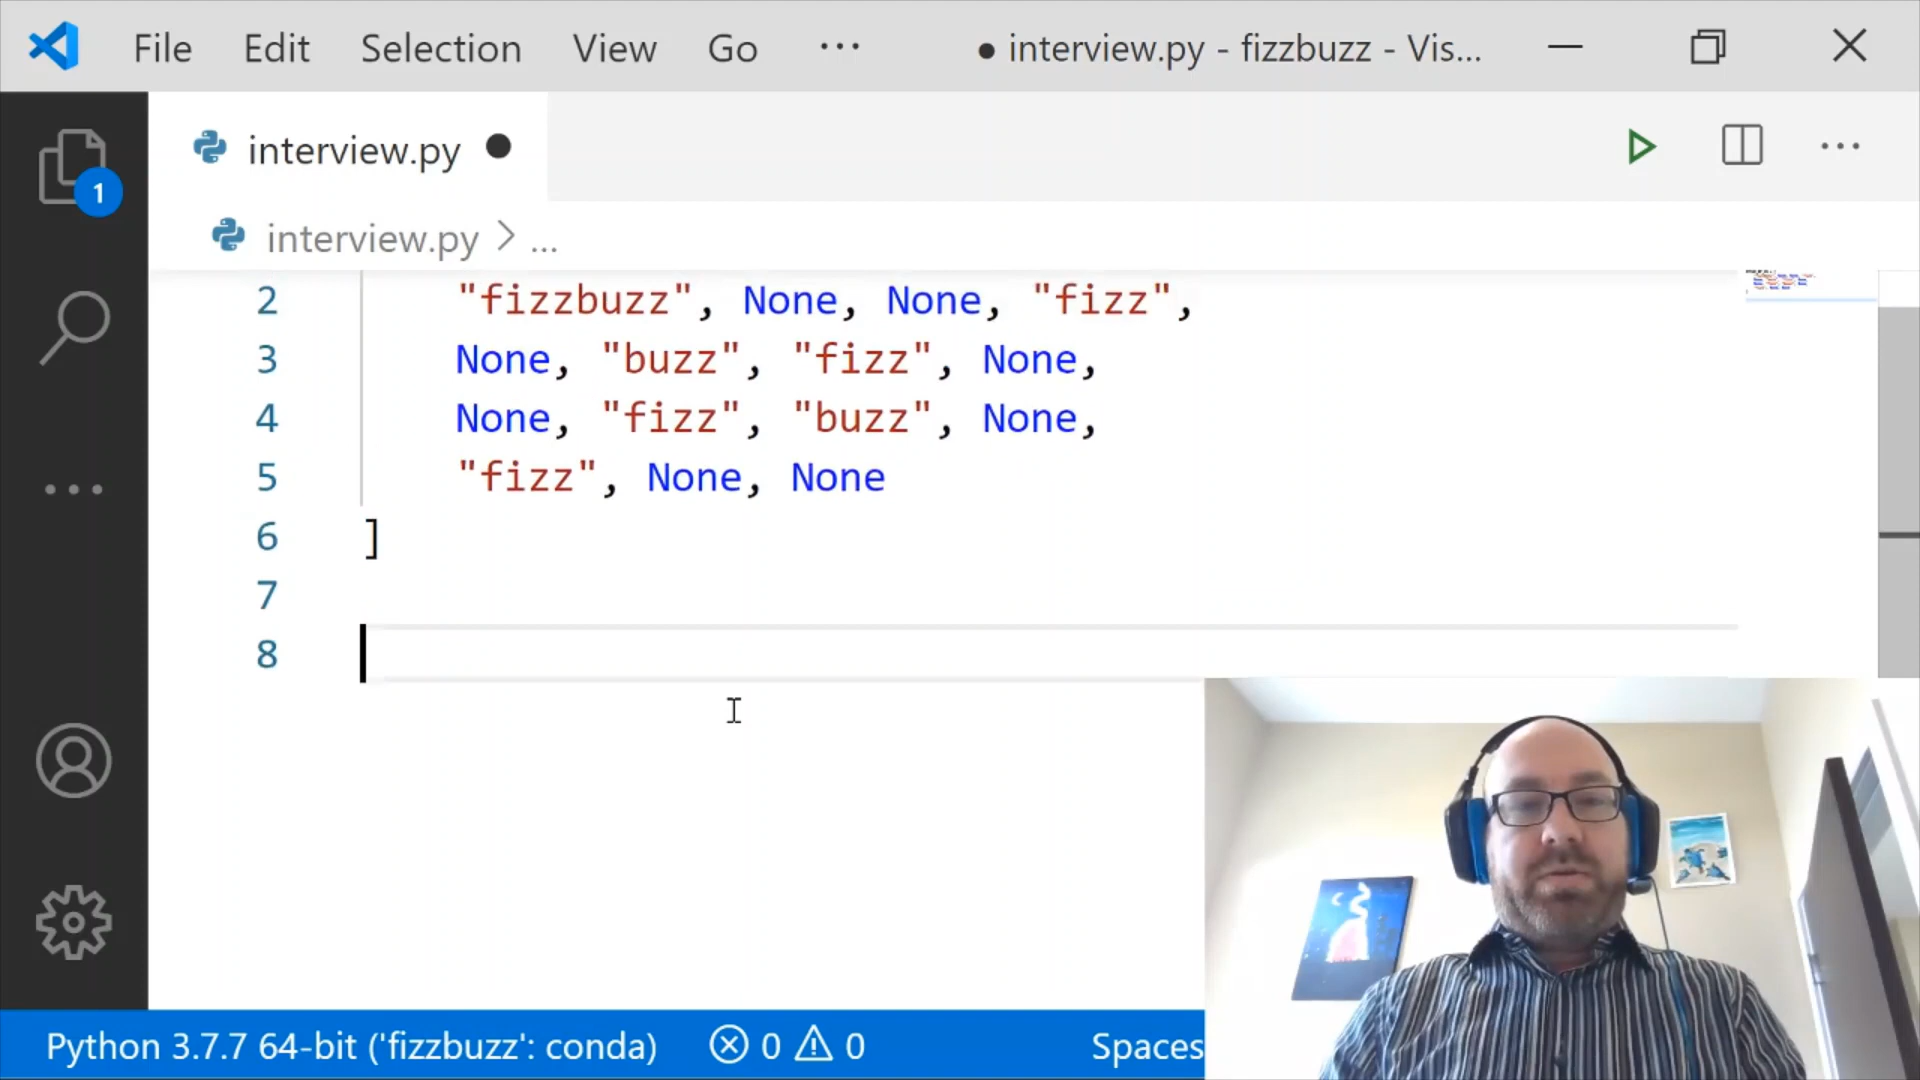 File Edit Selection View Go ··· ● interview.py - fizzbuzz - Vis...
interview.py ●
1
interview.py > ...
2 "fizzbuzz", None, None, "fizz",
3 None, "buzz", "fizz", None,
4 None, "fizz", "buzz", None,
5 "fizz", None, None
6 ]
7
8
Python 3.7.7 64-bit ('fizzbuzz': conda) 0 0 Spaces